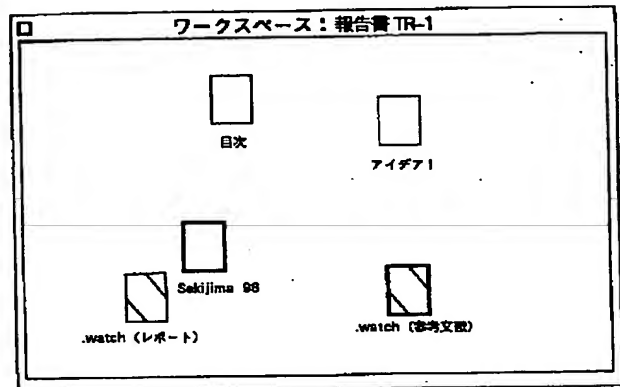 ワークスペース：報告書 TR-1
目次
アイデア1
Sekijima 98
.watch（レポート）
.watch（参考文献）